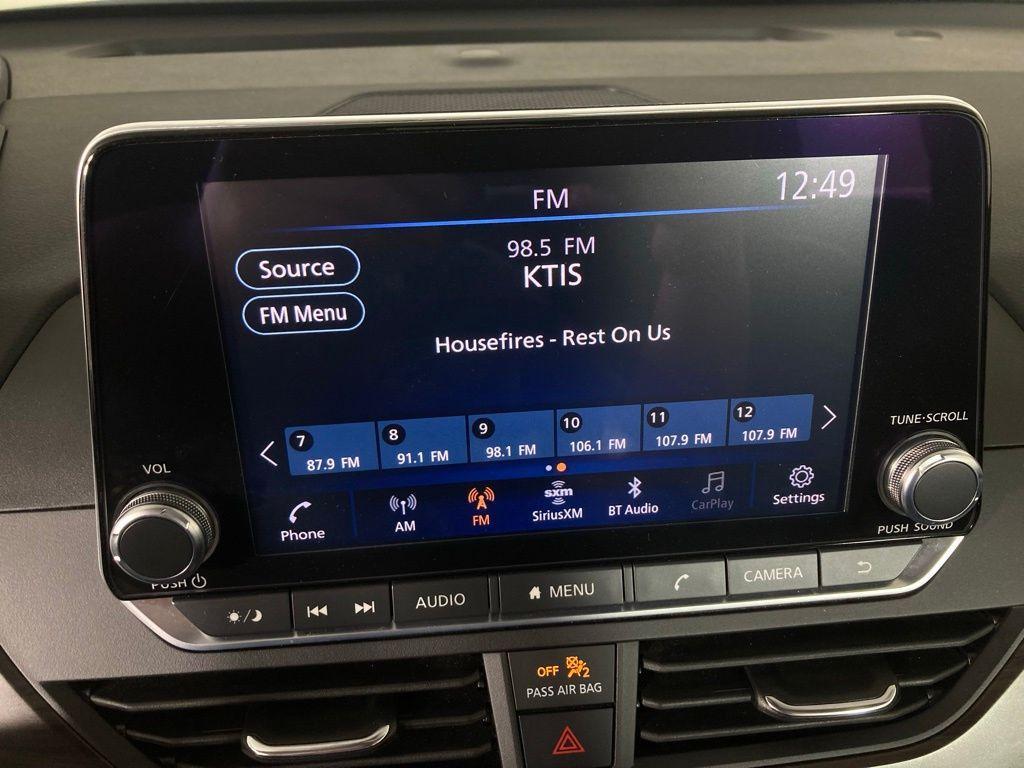 FM
12:49
98.5 FM
KTIS
Source
FM Menu
Housefires - Rest On Us
7
87.9 FM
8
91.1 FM
9
98.1 FM
10
106.1 FM
11
107.9 FM
12
107.9 FM
Phone
AM
FM
sxm
SiriusXM
BT Audio
CarPlay
Settings
VOL
PUSH
TUNE·SCROLL
PUSH SOUND
AUDIO
MENU
CAMERA
OFF 2
PASS AIR BAG